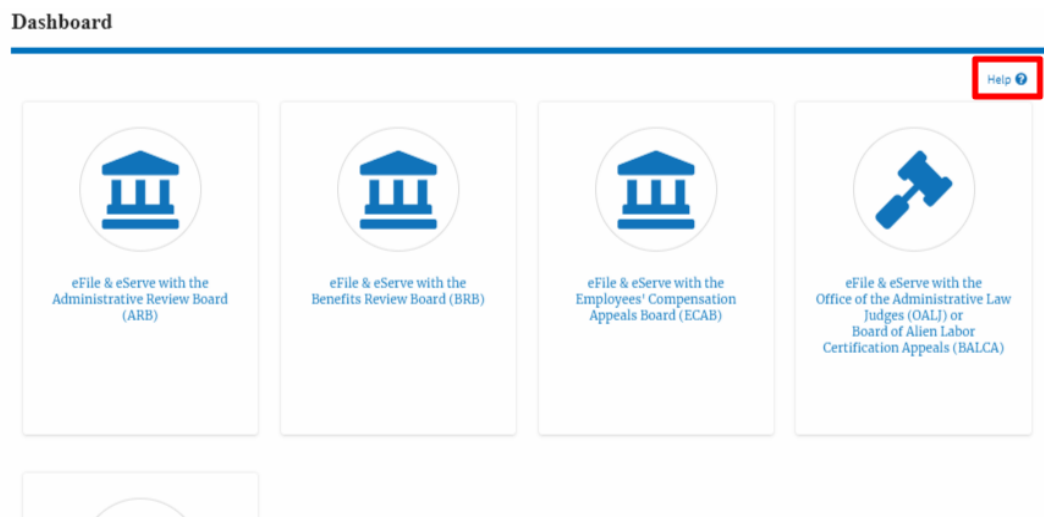 Dashboard
Help
eFile & eServe with the
Administrative Review Board
(ARB)
eFile & eServe with the
Benefits Review Board (BRB)
eFile & eServe with the
Employees' Compensation
Appeals Board (ECAB)
eFile & eServe with the
Office of the Administrative Law
Judges (OALJ) or
Board of Alien Labor
Certification Appeals (BALCA)